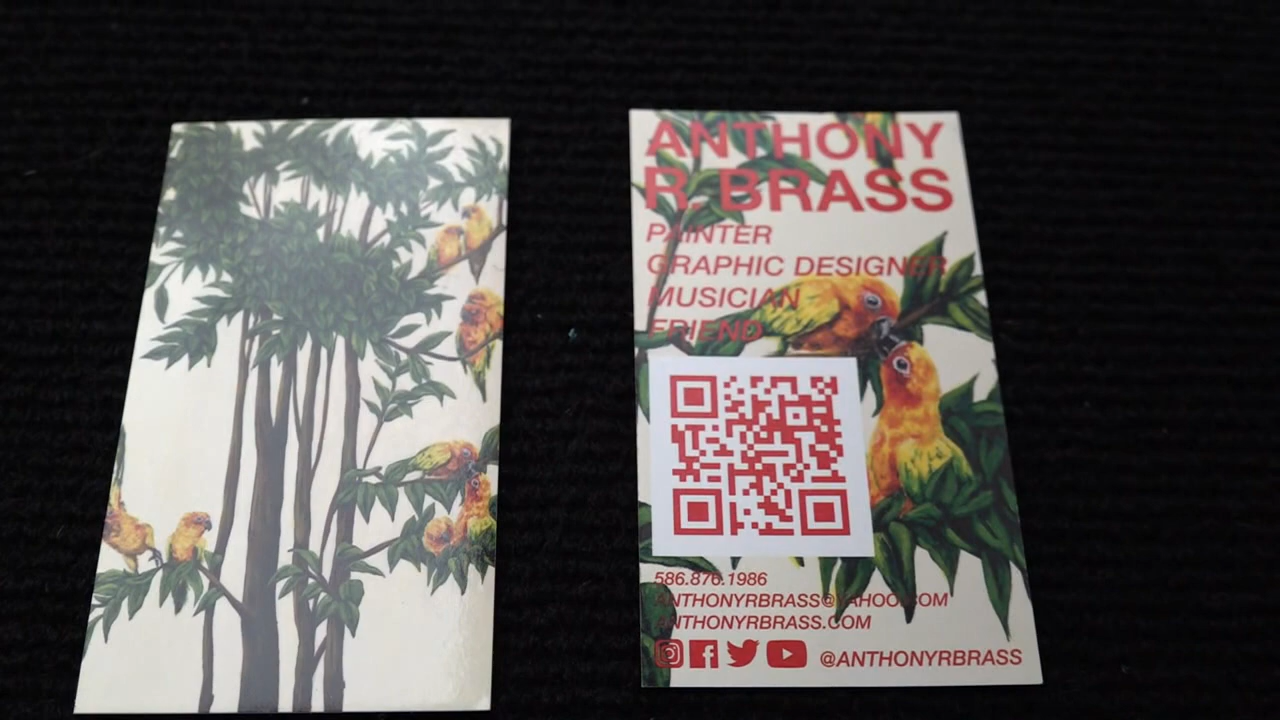 ANTHONY
R. BRASS
PAINTER
GRAPHIC DESIGNER
MUSICIAN
FRIEND
586.876.1986
ANTHONYRBRASS@YAHOO.COM
ANTHONYRBRASS.COM
@ANTHONYRBRASS